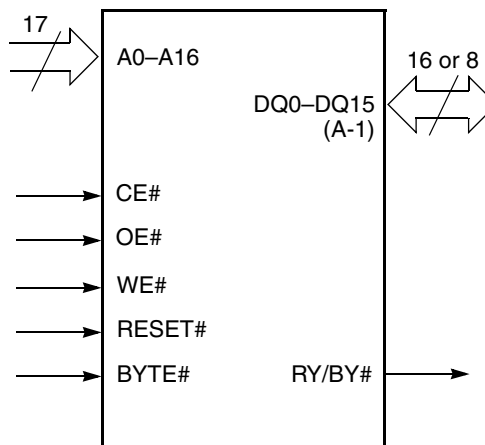 17
A0–A16
16 or 8
DQ0–DQ15
(A-1)
CE#
OE#
WE#
RESET#
BYTE#
RY/BY#